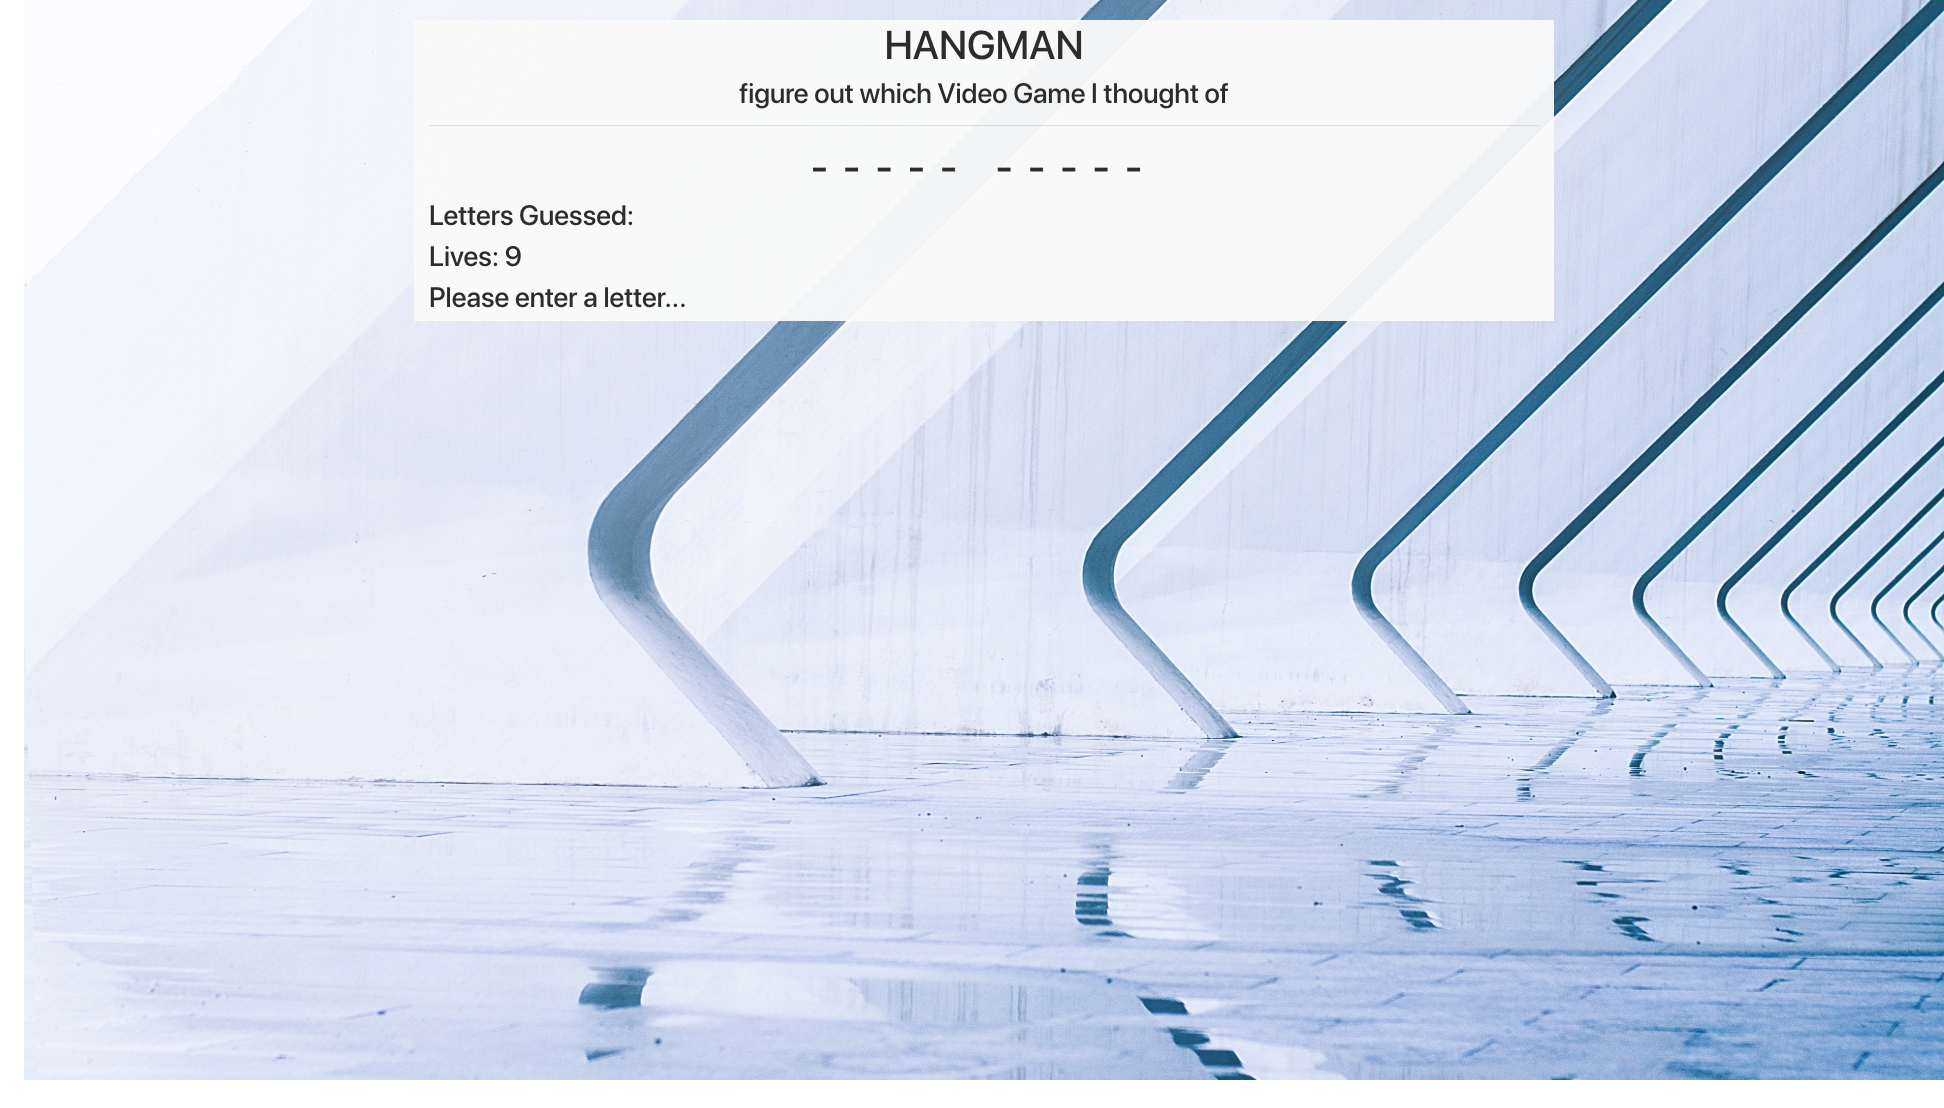 HANGMAN
figure out which Video Game I thought of
- - - - -   - - - - -
Letters Guessed:
Lives: 9
Please enter a letter...